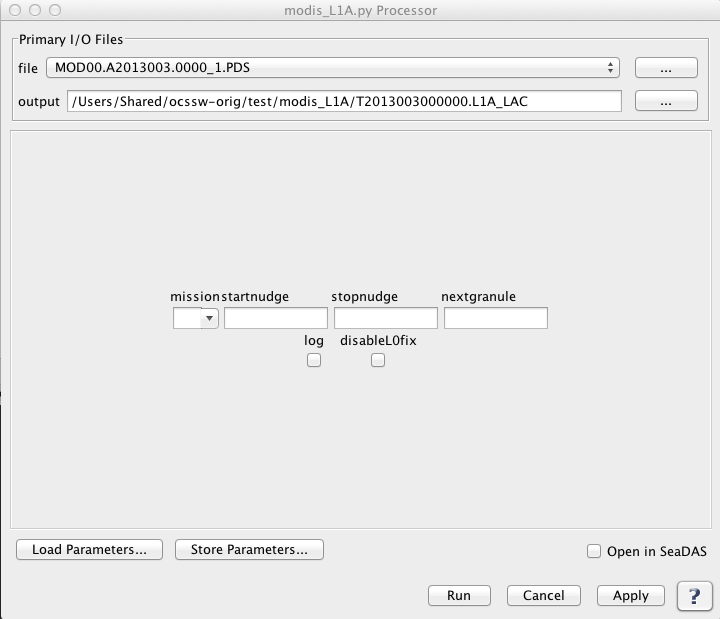 modis_L1A.py Processor
Primary I/O Files
file MOD00.A2013003.0000_1.PDS ...
output /Users/Shared/ocssw-orig/test/modis_L1A/T2013003000000.L1A_LAC ...
mission startnudge stopnudge nextgranule
log disableL0fix
Load Parameters... Store Parameters... Open in SeaDAS
Run Cancel Apply ?